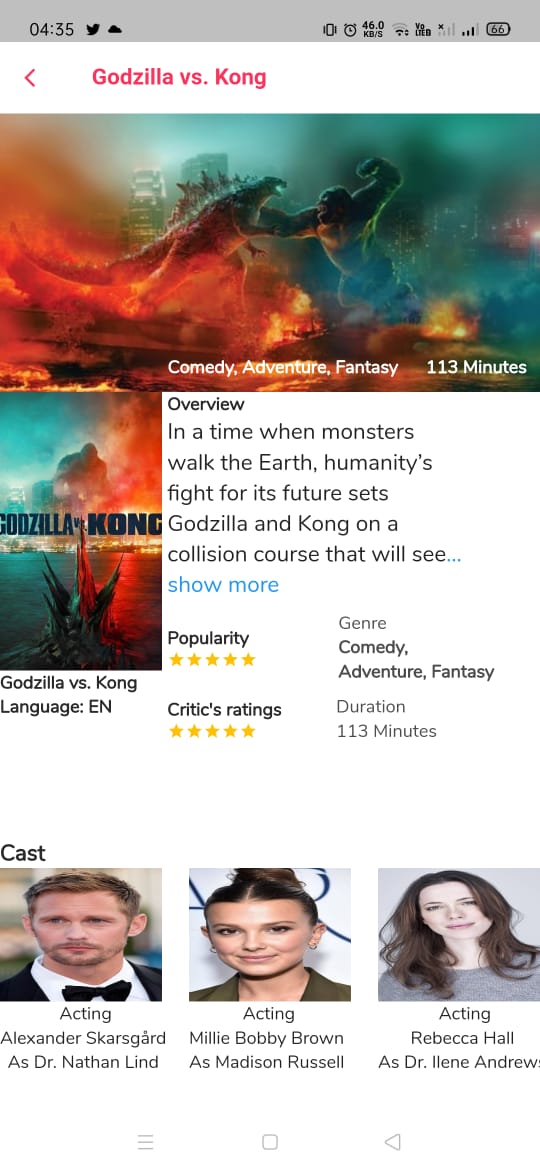 04:35
46.0
KB/S
Vo
LTED
66
Godzilla vs. Kong
Comedy, Adventure, Fantasy 113 Minutes
Overview
In a time when monsters
walk the Earth, humanity’s
fight for its future sets
Godzilla and Kong on a
collision course that will see...
show more
GODZILLA vs. KONG
Godzilla vs. Kong
Language: EN
Popularity
Genre
Comedy,
Adventure, Fantasy
Critic's ratings
Duration
113 Minutes
Cast
Acting
Alexander Skarsgård
As Dr. Nathan Lind
Acting
Millie Bobby Brown
As Madison Russell
Acting
Rebecca Hall
As Dr. Ilene Andrews